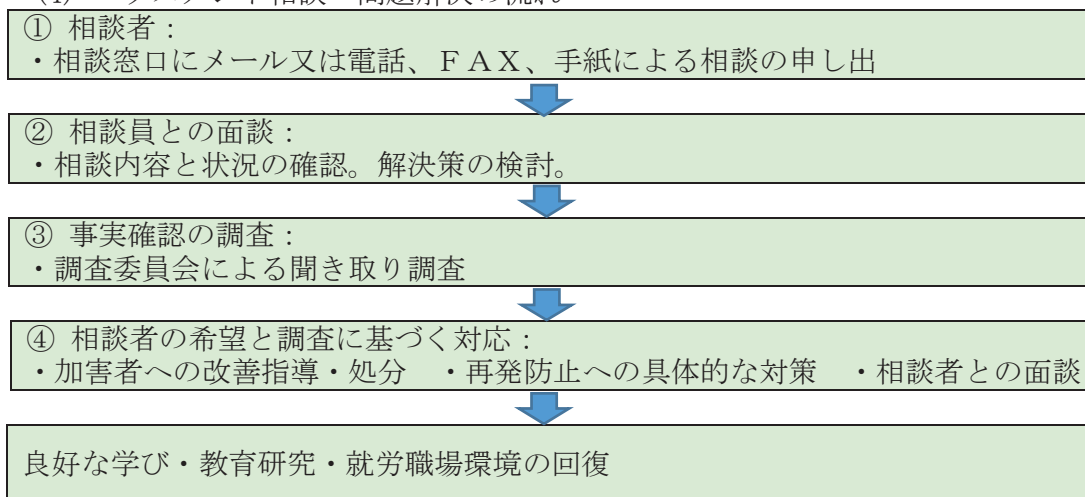 ① 相談者：
・相談窓口にメール又は電話、ＦＡＸ、手紙による相談の申し出
② 相談員との面談：
・相談内容と状況の確認。解決策の検討。
③ 事実確認の調査：
・調査委員会による聞き取り調査
④ 相談者の希望と調査に基づく対応：
・加害者への改善指導・処分　・再発防止への具体的な対策　・相談者との面談
良好な学び・教育研究・就労職場環境の回復